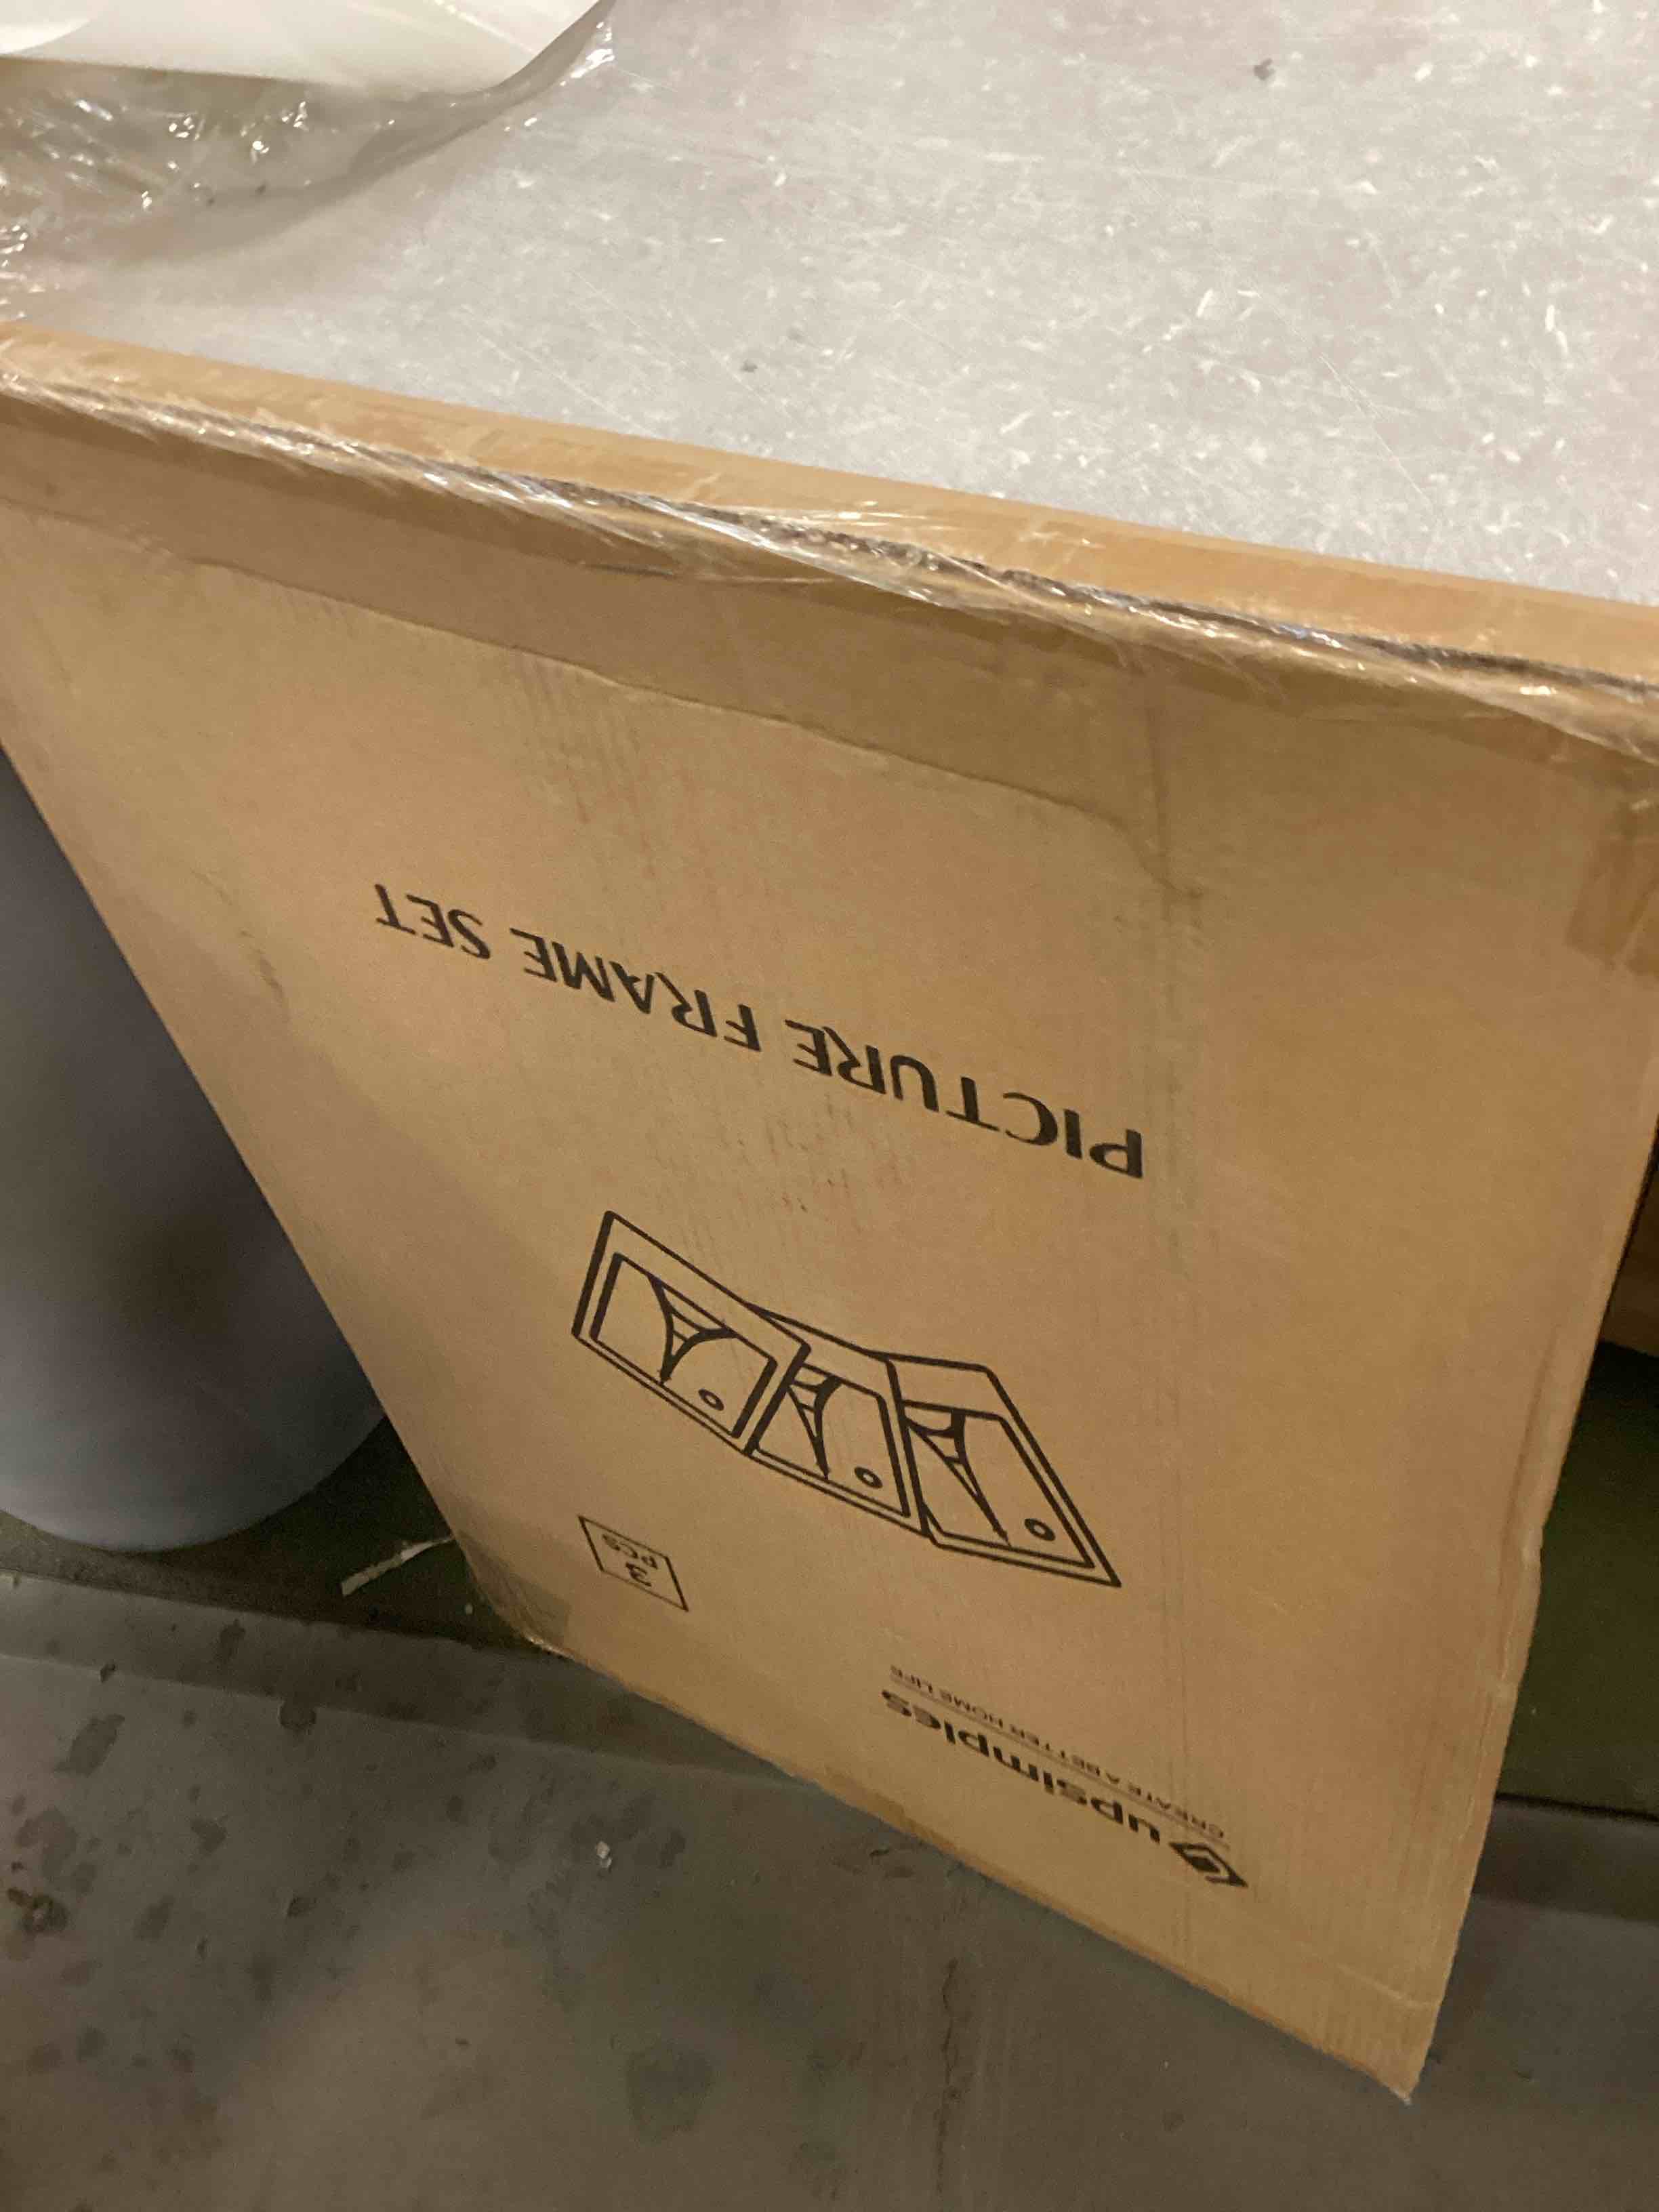 upsimples
CREATE A BETTER HOME LIFE
3
PCS
PICTURE FRAME SET